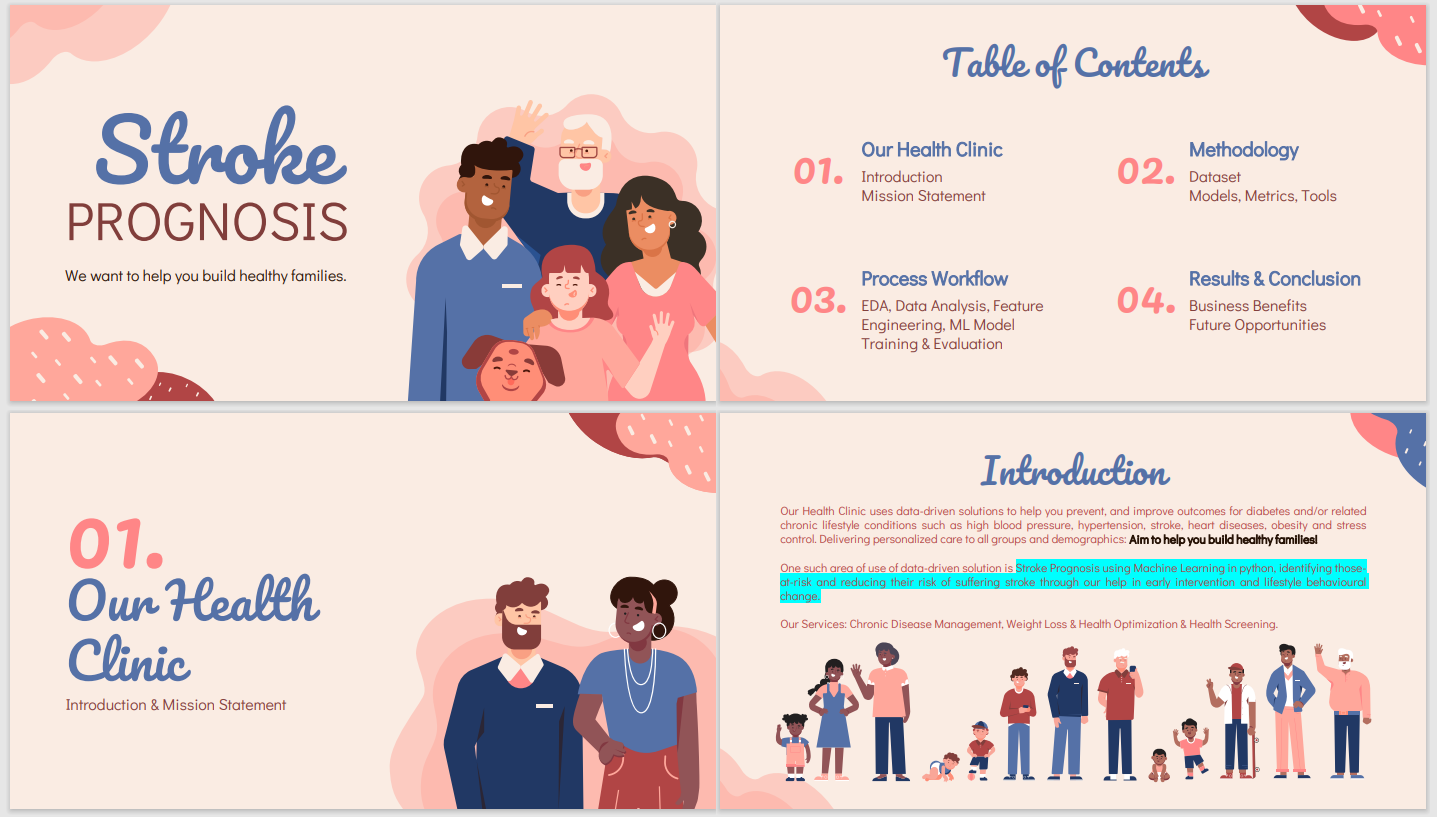 Stroke
PROGNOSIS
We want to help you build healthy families.
Table of Contents
01.
Our Health Clinic
Introduction
Mission Statement
02.
Methodology
Dataset
Models, Metrics, Tools
03.
Process Workflow
EDA, Data Analysis, Feature
Engineering, ML Model
Training & Evaluation
04.
Results & Conclusion
Business Benefits
Future Opportunities
01.
Our Health
Clinic
Introduction & Mission Statement
Introduction
Our Health Clinic uses data-driven solutions to help you prevent, and improve outcomes for diabetes and/or related
chronic lifestyle conditions such as high blood pressure, hypertension, stroke, heart diseases, obesity and stress
control. Delivering personalized care to all groups and demographics: Aim to help you build healthy families!
One such area of use of data-driven solution is Stroke Prognosis using Machine Learning in python, identifying those-
at-risk and reducing their risk of suffering stroke through our help in early intervention and lifestyle behavioural
change.
Our Services: Chronic Disease Management, Weight Loss & Health Optimization & Health Screening.